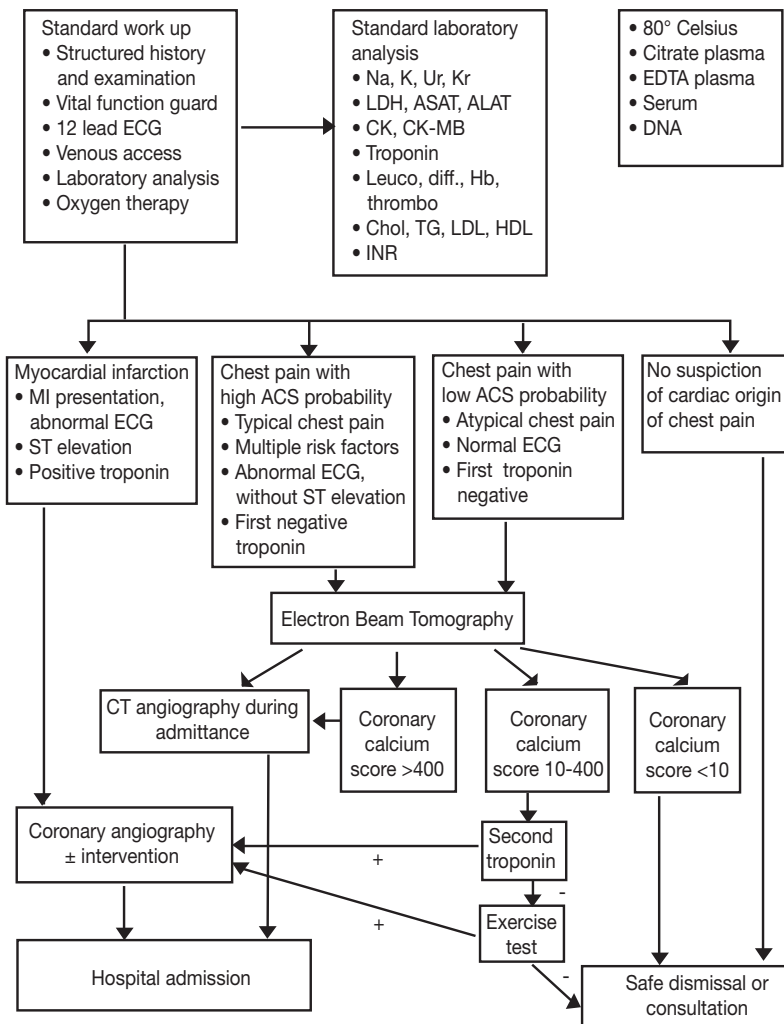 Standard work up
• Structured history
and examination
• Vital function guard
• 12 lead ECG
• Venous access
• Laboratory analysis
• Oxygen therapy
Standard laboratory
analysis
• Na, K, Ur, Kr
• LDH, ASAT, ALAT
• CK, CK-MB
• Troponin
• Leuco, diff., Hb,
thrombo
• Chol, TG, LDL, HDL
• INR
• 80° Celsius
• Citrate plasma
• EDTA plasma
• Serum
• DNA
Myocardial infarction
• MI presentation,
abnormal ECG
• ST elevation
• Positive troponin
Chest pain with
high ACS probability
• Typical chest pain
• Multiple risk factors
• Abnormal ECG,
without ST elevation
• First negative
troponin
Chest pain with
low ACS probability
• Atypical chest pain
• Normal ECG
• First troponin
negative
No suspicion
of cardiac origin
of chest pain
Electron Beam Tomography
CT angiography during
admittance
Coronary
calcium
score >400
Coronary
calcium
score 10-400
Coronary
calcium
score <10
Coronary angiography
± intervention
+
Second
troponin
-
+
Exercise
test
-
Hospital admission
Safe dismissal or
consultation